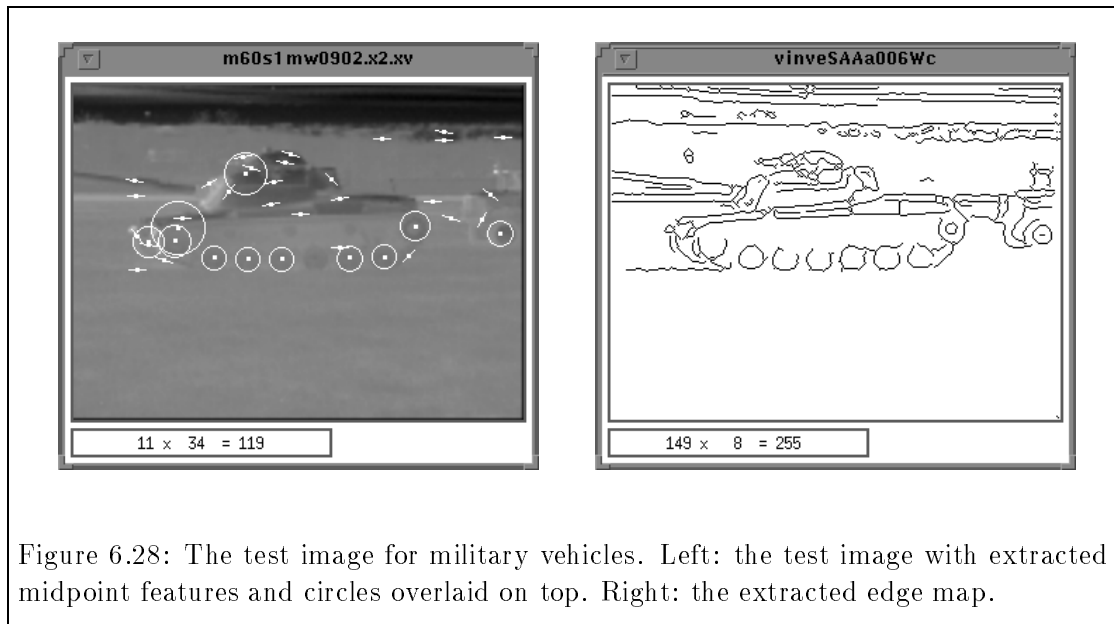 m60s1mw0902.x2.xv
vinveSAAa006Wc
11 x 34 = 119
149 x 8 = 255
Figure 6.28: The test image for military vehicles. Left: the test image with extracted
midpoint features and circles overlaid on top. Right: the extracted edge map.